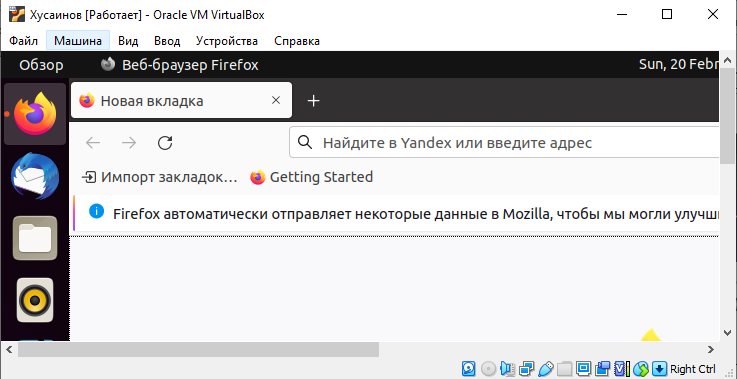 Хусаинов [Работает] - Oracle VM VirtualBox
Файл Машина Вид Ввод Устройства Справка
Обзор Веб-браузер Firefox Sun, 20 Febr
Новая вкладка
Найдите в Yandex или введите адрес
Импорт закладок… Getting Started
Firefox автоматически отправляет некоторые данные в Mozilla, чтобы мы могли улучш
Right Ctrl